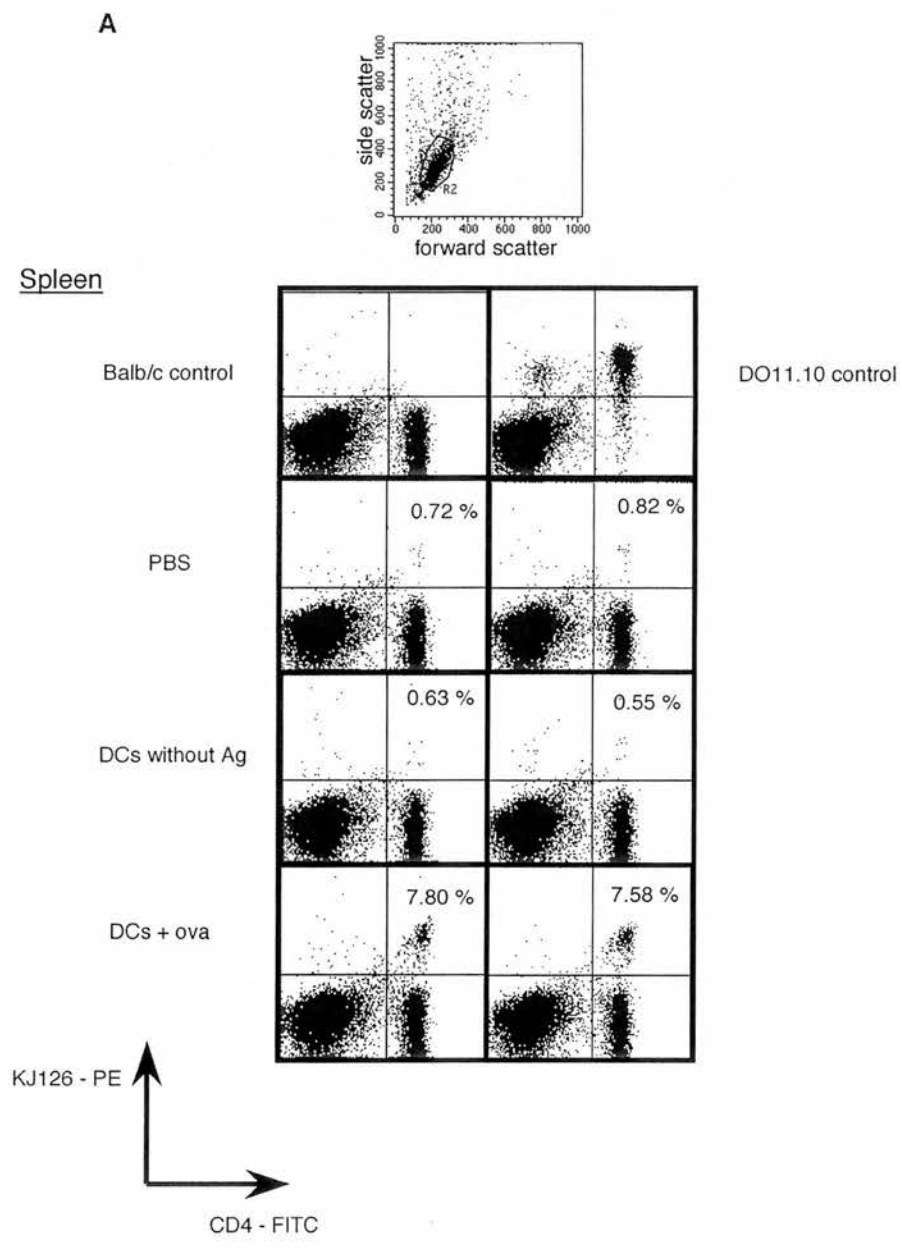 A
side scatter
1000
800
600
400
200
0
R2
0 200 400 600 800 1000
forward scatter
Spleen
Balb/c control
DO11.10 control
PBS
0.72 %
0.82 %
DCs without Ag
0.63 %
0.55 %
DCs + ova
7.80 %
7.58 %
KJ126 - PE
CD4 - FITC